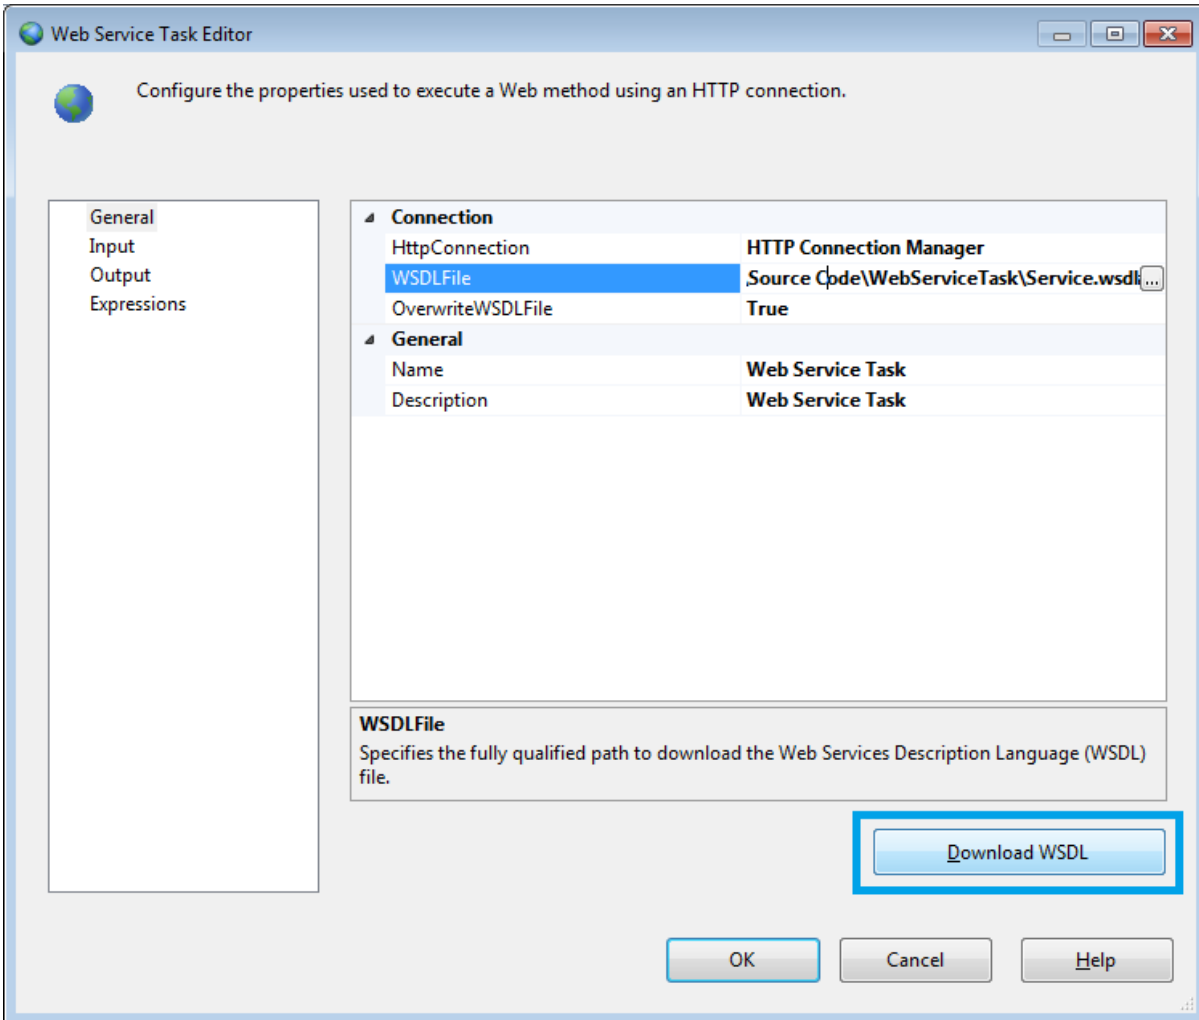 Web Service Task Editor
Configure the properties used to execute a Web method using an HTTP connection.
General
Input
Output
Expressions
Connection
HttpConnection HTTP Connection Manager
WSDLFile Source Code\WebServiceTask\Service.wsdl ...
OverwriteWSDLFile True
General
Name Web Service Task
Description Web Service Task
WSDLFile
Specifies the fully qualified path to download the Web Services Description Language (WSDL)
file.
Download WSDL
OK Cancel Help